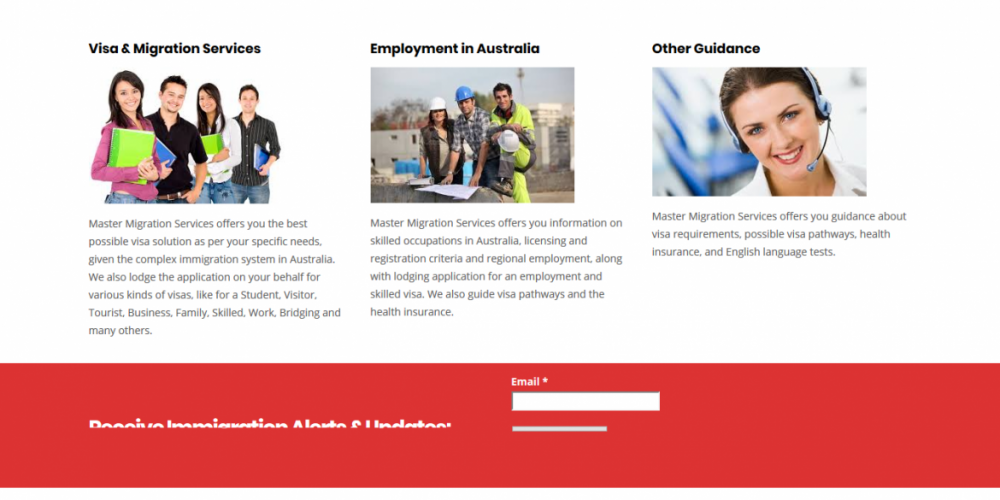 Visa & Migration Services
Master Migration Services offers you the best
possible visa solution as per your specific needs,
given the complex immigration system in Australia.
We also lodge the application on your behalf for
various kinds of visas, like for a Student, Visitor,
Tourist, Business, Family, Skilled, Work, Bridging and
many others.
Employment in Australia
Master Migration Services offers you information on
skilled occupations in Australia, licensing and
registration criteria and regional employment, along
with lodging application for an employment and
skilled visa. We also guide visa pathways and the
health insurance.
Other Guidance
Master Migration Services offers you guidance about
visa requirements, possible visa pathways, health
insurance, and English language tests.
Receive Immigration Alerts & Updates:
Email *